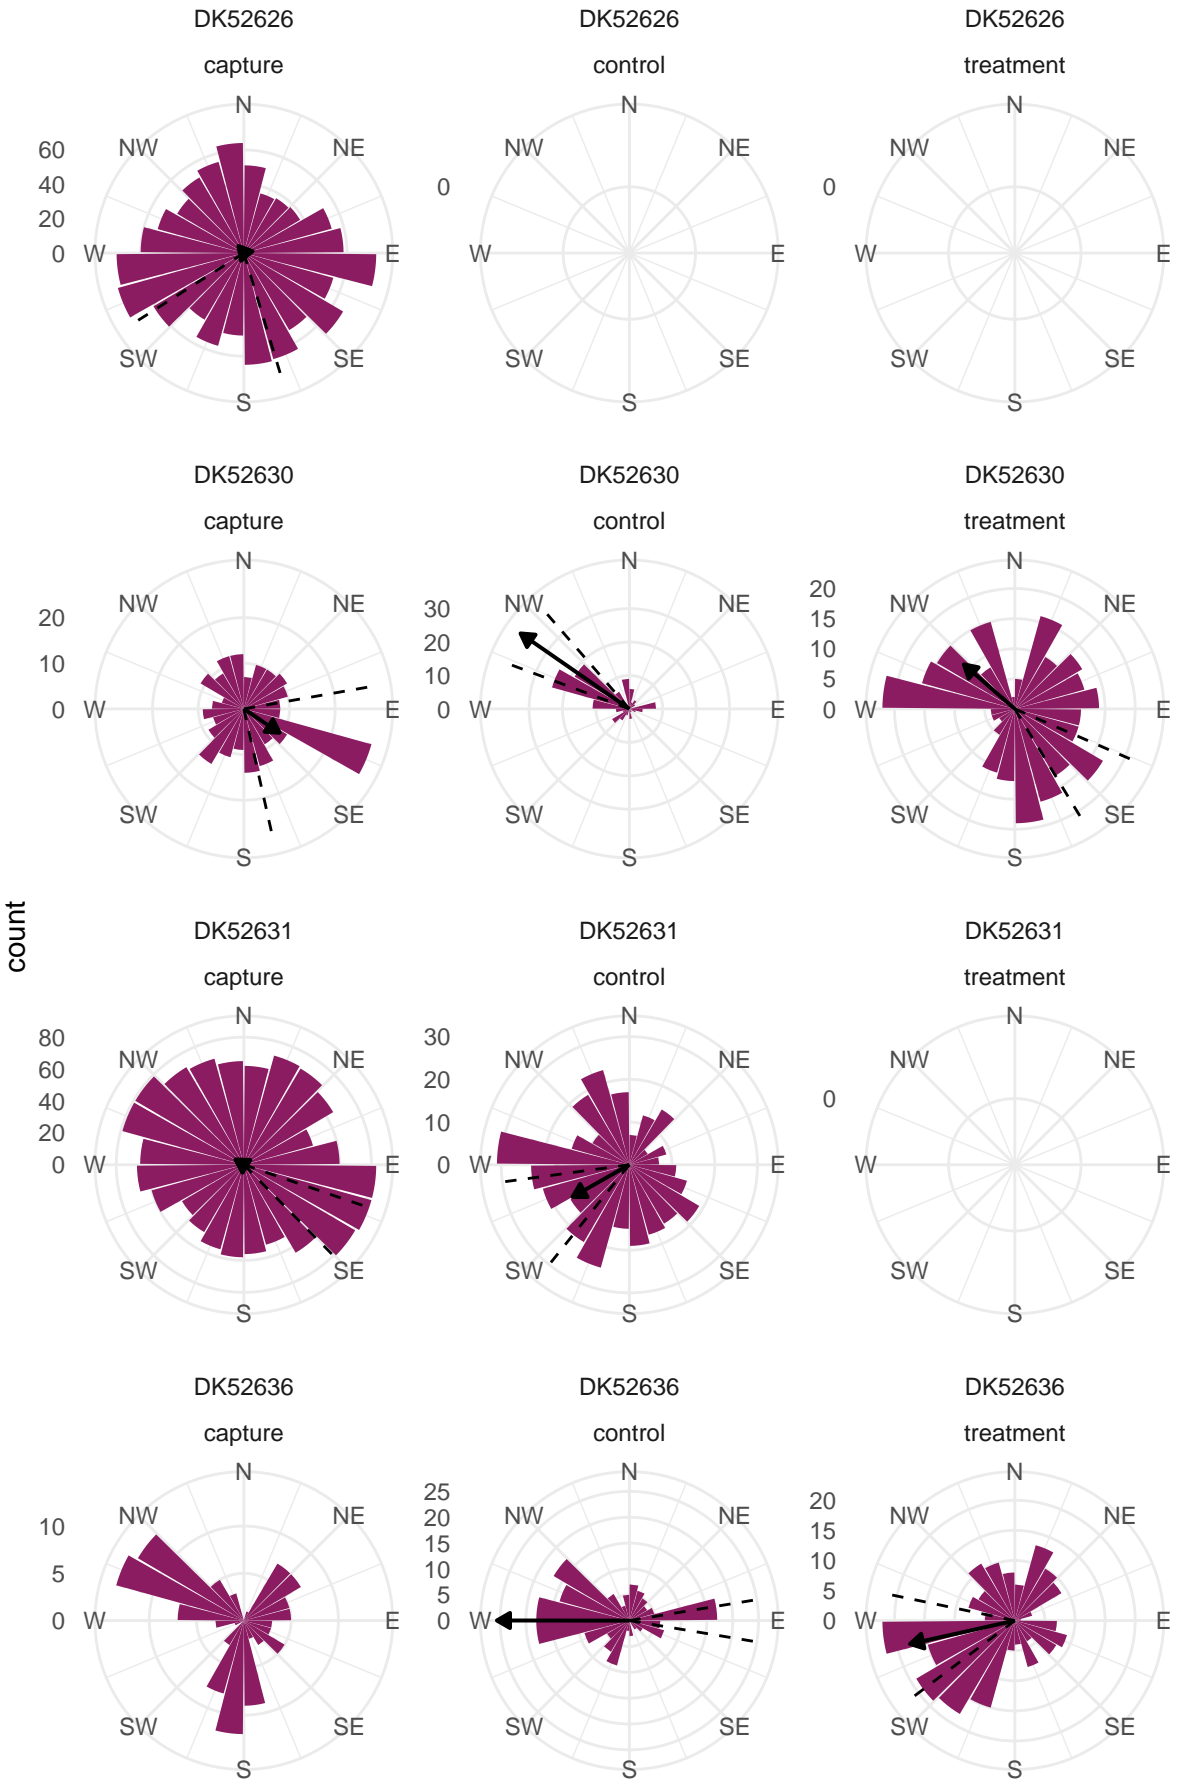 DK52626 DK52626 DK52626
capture control treatment
N N N
NW NE NW NE NW NE
60
40
20
0
0
0
W E W E W E
SW SE SW SE SW SE
S S S
DK52630 DK52630 DK52630
capture control treatment
N N N
NW NE NW NE NW NE
20
10
0
30
20
10
0
20
15
10
5
0
W E W E W E
SW SE SW SE SW SE
S S S
count
DK52631 DK52631 DK52631
capture control treatment
N N N
NW NE NW NE NW NE
80
60
40
20
0
30
20
10
0
0
W E W E W E
SW SE SW SE SW SE
S S S
DK52636 DK52636 DK52636
capture control treatment
N N N
NW NE NW NE NW NE
10
5
0
25
20
15
10
5
0
20
15
10
5
0
W E W E W E
SW SE SW SE SW SE
S S S